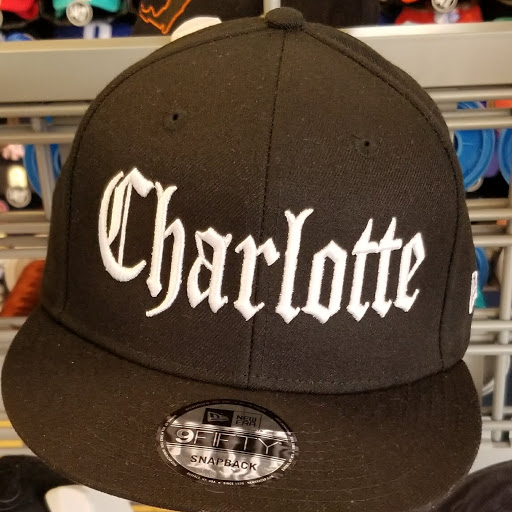 Charlotte
NEW ERA
9FIFTY
SNAPBACK